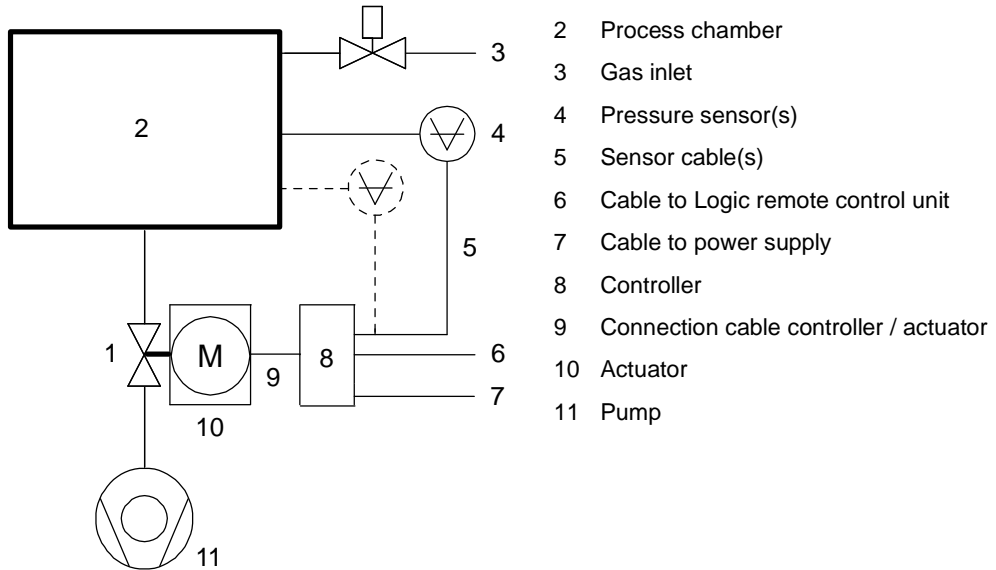 2 Process chamber
3 Gas inlet
4 Pressure sensor(s)
5 Sensor cable(s)
6 Cable to Logic remote control unit
7 Cable to power supply
8 Controller
9 Connection cable controller / actuator
10 Actuator
11 Pump
3
2
4
5
1
M
8
6
9
7
10
11